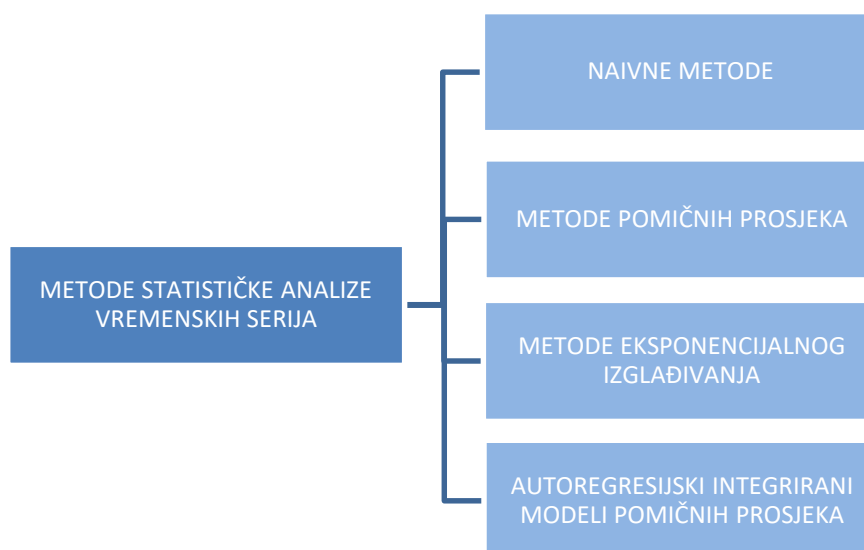 NAIVNE METODE
METODE POMIČNIH PROSJEKA
METODE STATISTIČKE ANALIZE
VREMENSKIH SERIJA
METODE EKSPONENCIJALNOG
IZGLAĐIVANJA
AUTOREGRESIJSKI INTEGRIRANI
MODELI POMIČNIH PROSJEKA